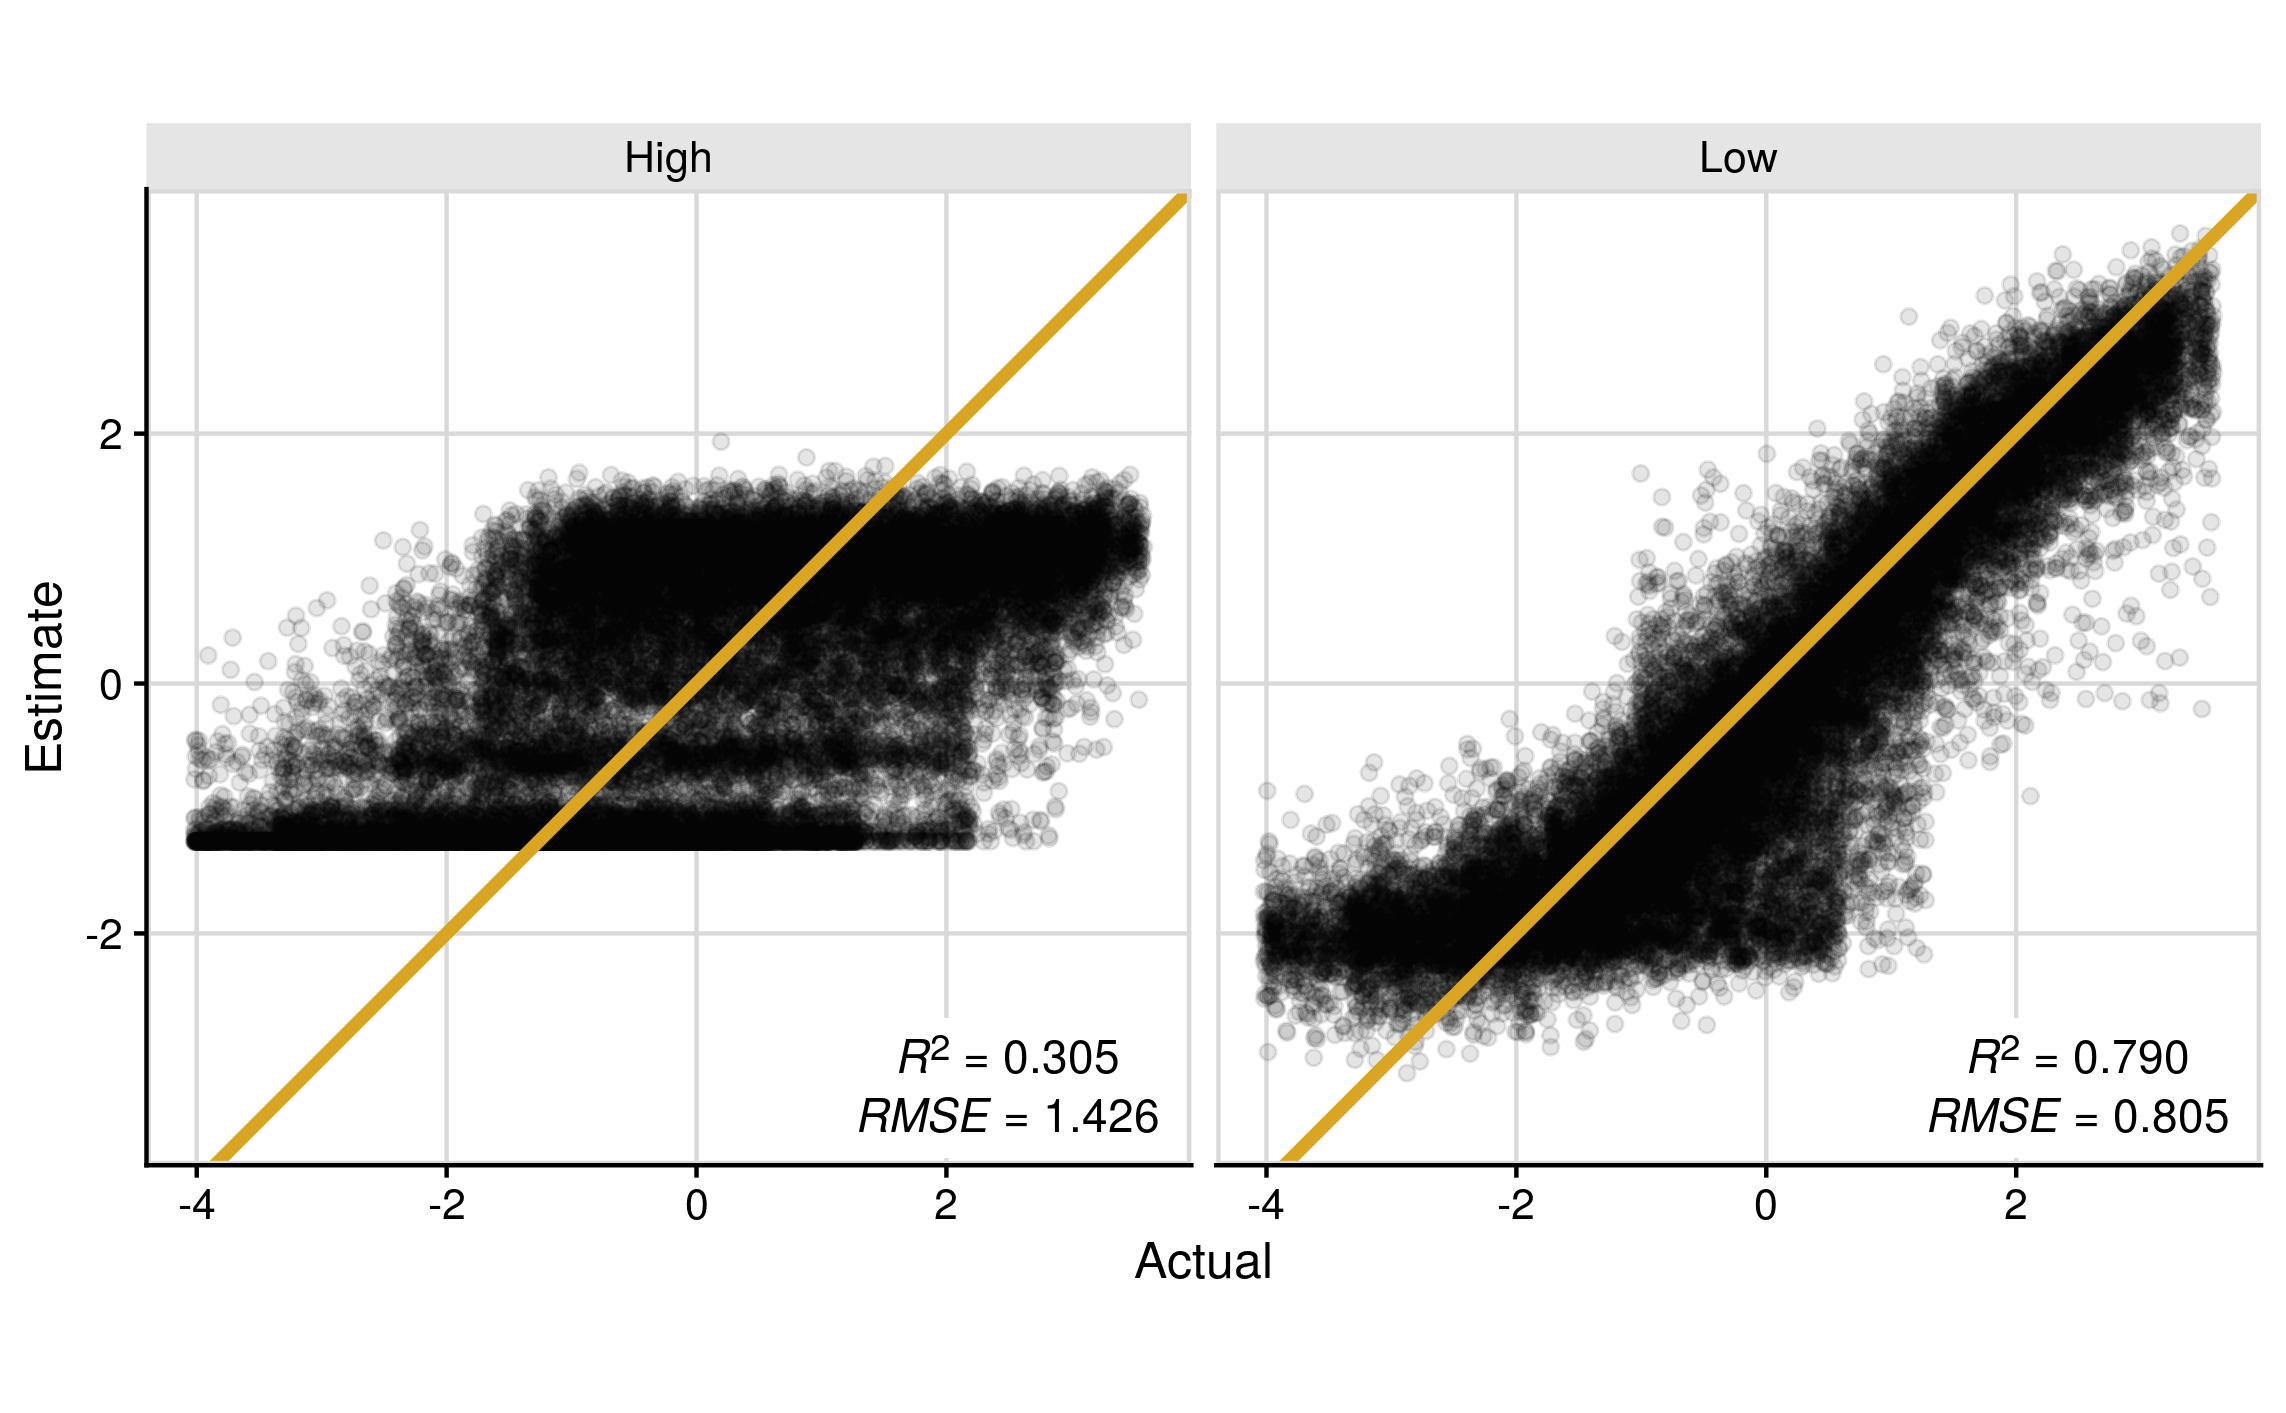 High
Low
Estimate
2
0
-2
R² = 0.305
RMSE = 1.426
R² = 0.790
RMSE = 0.805
-4 -2 0 2
-4 -2 0 2
Actual